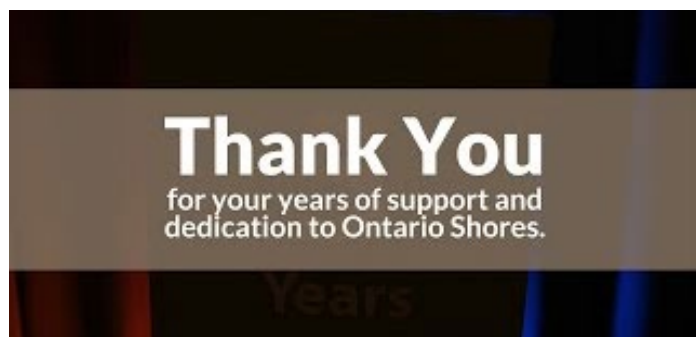 Thank You
for your years of support and
dedication to Ontario Shores.
Years